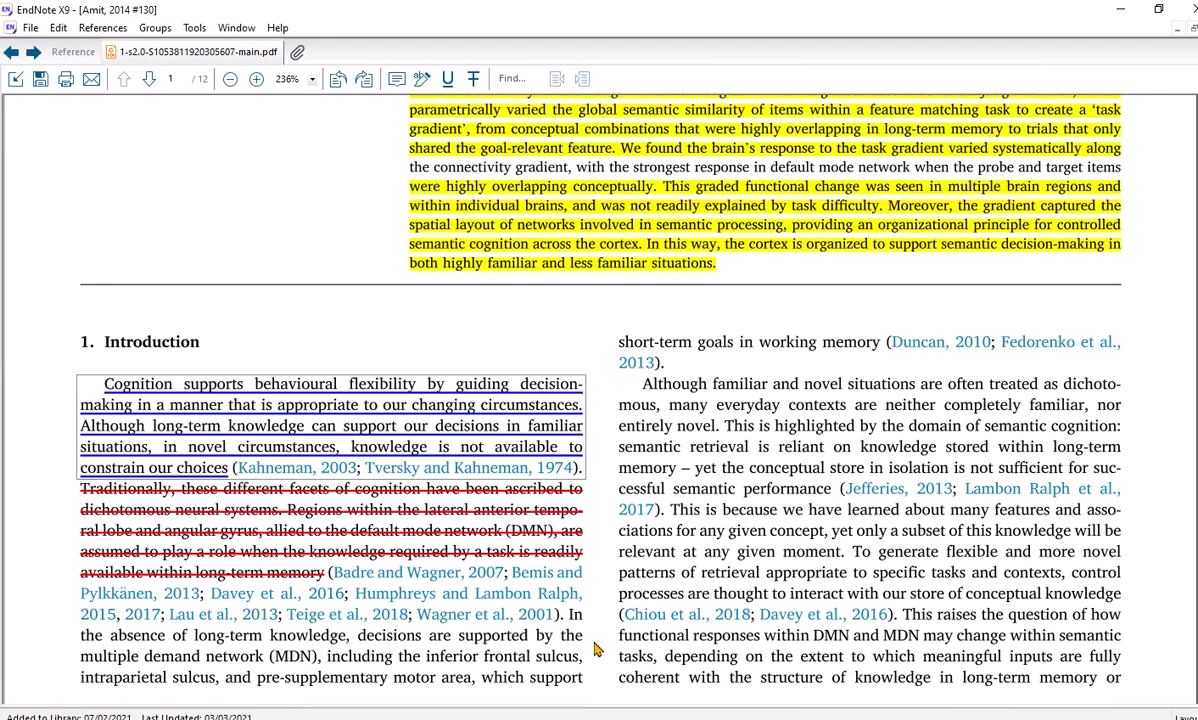 EndNote X9 - [Amit, 2014 #130]
File Edit References Groups Tools Window Help
Reference 1-s2.0-S1053811920305607-main.pdf
1 / 12 236% Find...
parametrically varied the global semantic similarity of items within a feature matching task to create a ‘task
gradient’, from conceptual combinations that were highly overlapping in long-term memory to trials that only
shared the goal-relevant feature. We found the brain’s response to the task gradient varied systematically along
the connectivity gradient, with the strongest response in default mode network when the probe and target items
were highly overlapping conceptually. This graded functional change was seen in multiple brain regions and
within individual brains, and was not readily explained by task difficulty. Moreover, the gradient captured the
spatial layout of networks involved in semantic processing, providing an organizational principle for controlled
semantic cognition across the cortex. In this way, the cortex is organized to support semantic decision-making in
both highly familiar and less familiar situations.
1. Introduction
Cognition supports behavioural flexibility by guiding decision-
making in a manner that is appropriate to our changing circumstances.
Although long-term knowledge can support our decisions in familiar
situations, in novel circumstances, knowledge is not available to
constrain our choices (Kahneman, 2003; Tversky and Kahneman, 1974).
Traditionally, these different facets of cognition have been ascribed to
dichotomous neural systems. Regions within the lateral anterior tempo-
ral lobe and angular gyrus, allied to the default mode network (DMN), are
assumed to play a role when the knowledge required by a task is readily
available within long-term memory (Badre and Wagner, 2007; Bemis and
Pylkkänen, 2013; Davey et al., 2016; Humphreys and Lambon Ralph,
2015, 2017; Lau et al., 2013; Teige et al., 2018; Wagner et al., 2001). In
the absence of long-term knowledge, decisions are supported by the
multiple demand network (MDN), including the inferior frontal sulcus,
intraparietal sulcus, and pre-supplementary motor area, which support
short-term goals in working memory (Duncan, 2010; Fedorenko et al.,
2013).
Although familiar and novel situations are often treated as dichoto-
mous, many everyday contexts are neither completely familiar, nor
entirely novel. This is highlighted by the domain of semantic cognition:
semantic retrieval is reliant on knowledge stored within long-term
memory – yet the conceptual store in isolation is not sufficient for suc-
cessful semantic performance (Jefferies, 2013; Lambon Ralph et al.,
2017). This is because we have learned about many features and asso-
ciations for any given concept, yet only a subset of this knowledge will be
relevant at any given moment. To generate flexible and more novel
patterns of retrieval appropriate to specific tasks and contexts, control
processes are thought to interact with our store of conceptual knowledge
(Chiou et al., 2018; Davey et al., 2016). This raises the question of how
functional responses within DMN and MDN may change within semantic
tasks, depending on the extent to which meaningful inputs are fully
coherent with the structure of knowledge in long-term memory or
Added to Library: 07/02/2021 Last Updated: 03/03/2021